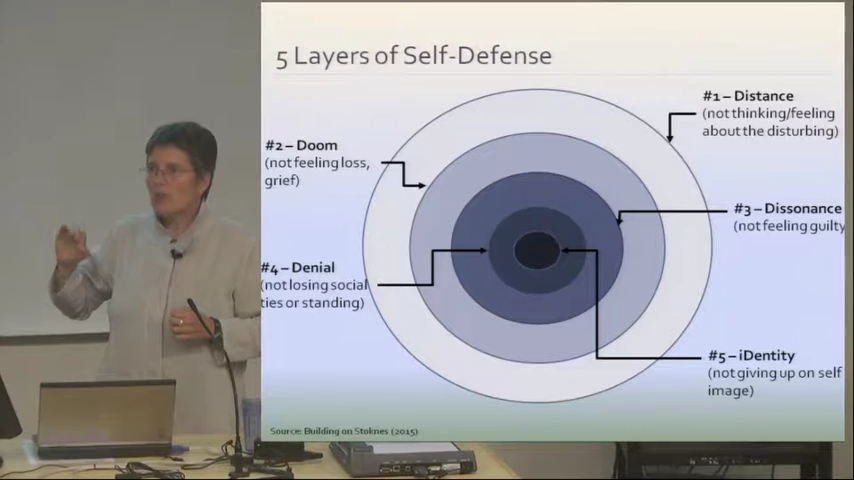 5 Layers of Self-Defense
#1 – Distance
(not thinking/feeling
about the disturbing)
#2 – Doom
(not feeling loss,
grief)
#3 – Dissonance
(not feeling guilty
#4 – Denial
(not losing social
ties or standing)
#5 – iDentity
(not giving up on self
image)
Source: Building on Stoknes (2015)